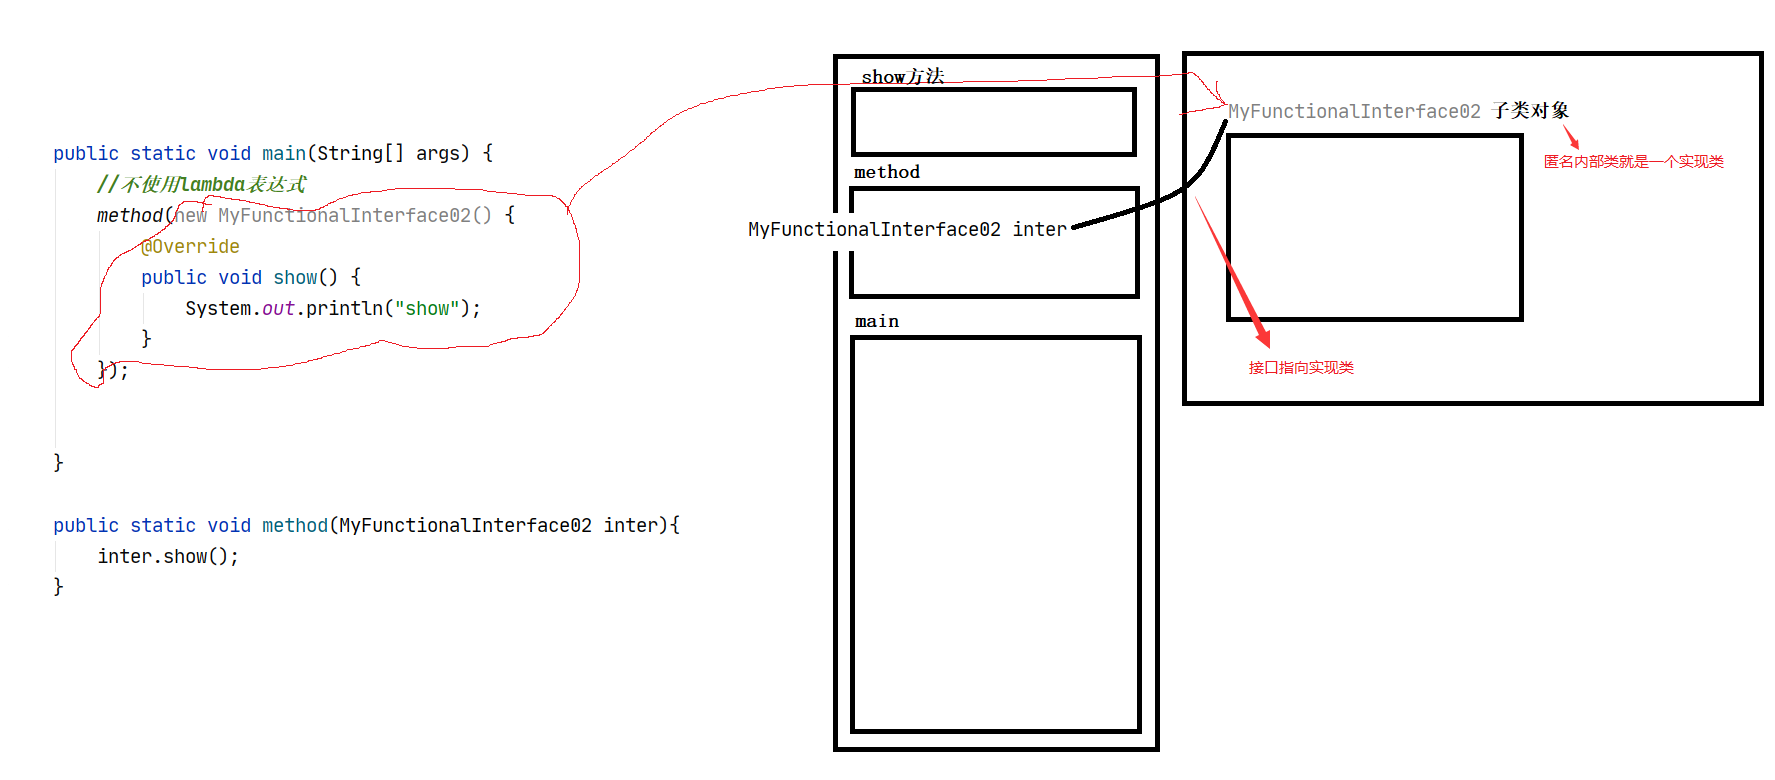 public static void main(String[] args) {
//不使用lambda表达式
method(new MyFunctionalInterface02() {
@Override
public void show() {
System.out.println("show");
}
});
}
public static void method(MyFunctionalInterface02 inter){
inter.show();
}
show方法
method
MyFunctionalInterface02 inter
main
MyFunctionalInterface02 子类对象
匿名内部类就是一个实现类
接口指向实现类